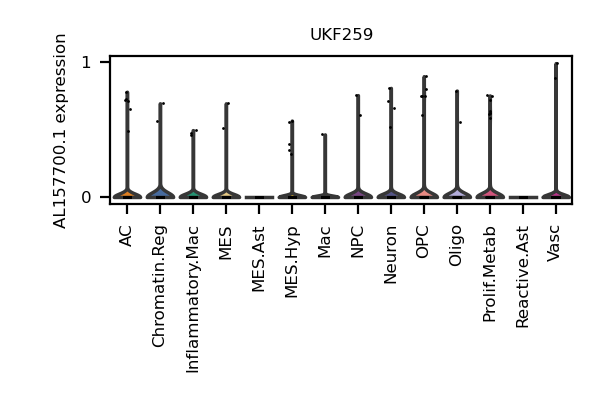 UKF259
AL157700.1 expression
1
0
AC
Chromatin.Reg
Inflammatory.Mac
MES
MES.Ast
MES.Hyp
Mac
NPC
Neuron
OPC
Oligo
Prolif.Metab
Reactive.Ast
Vasc